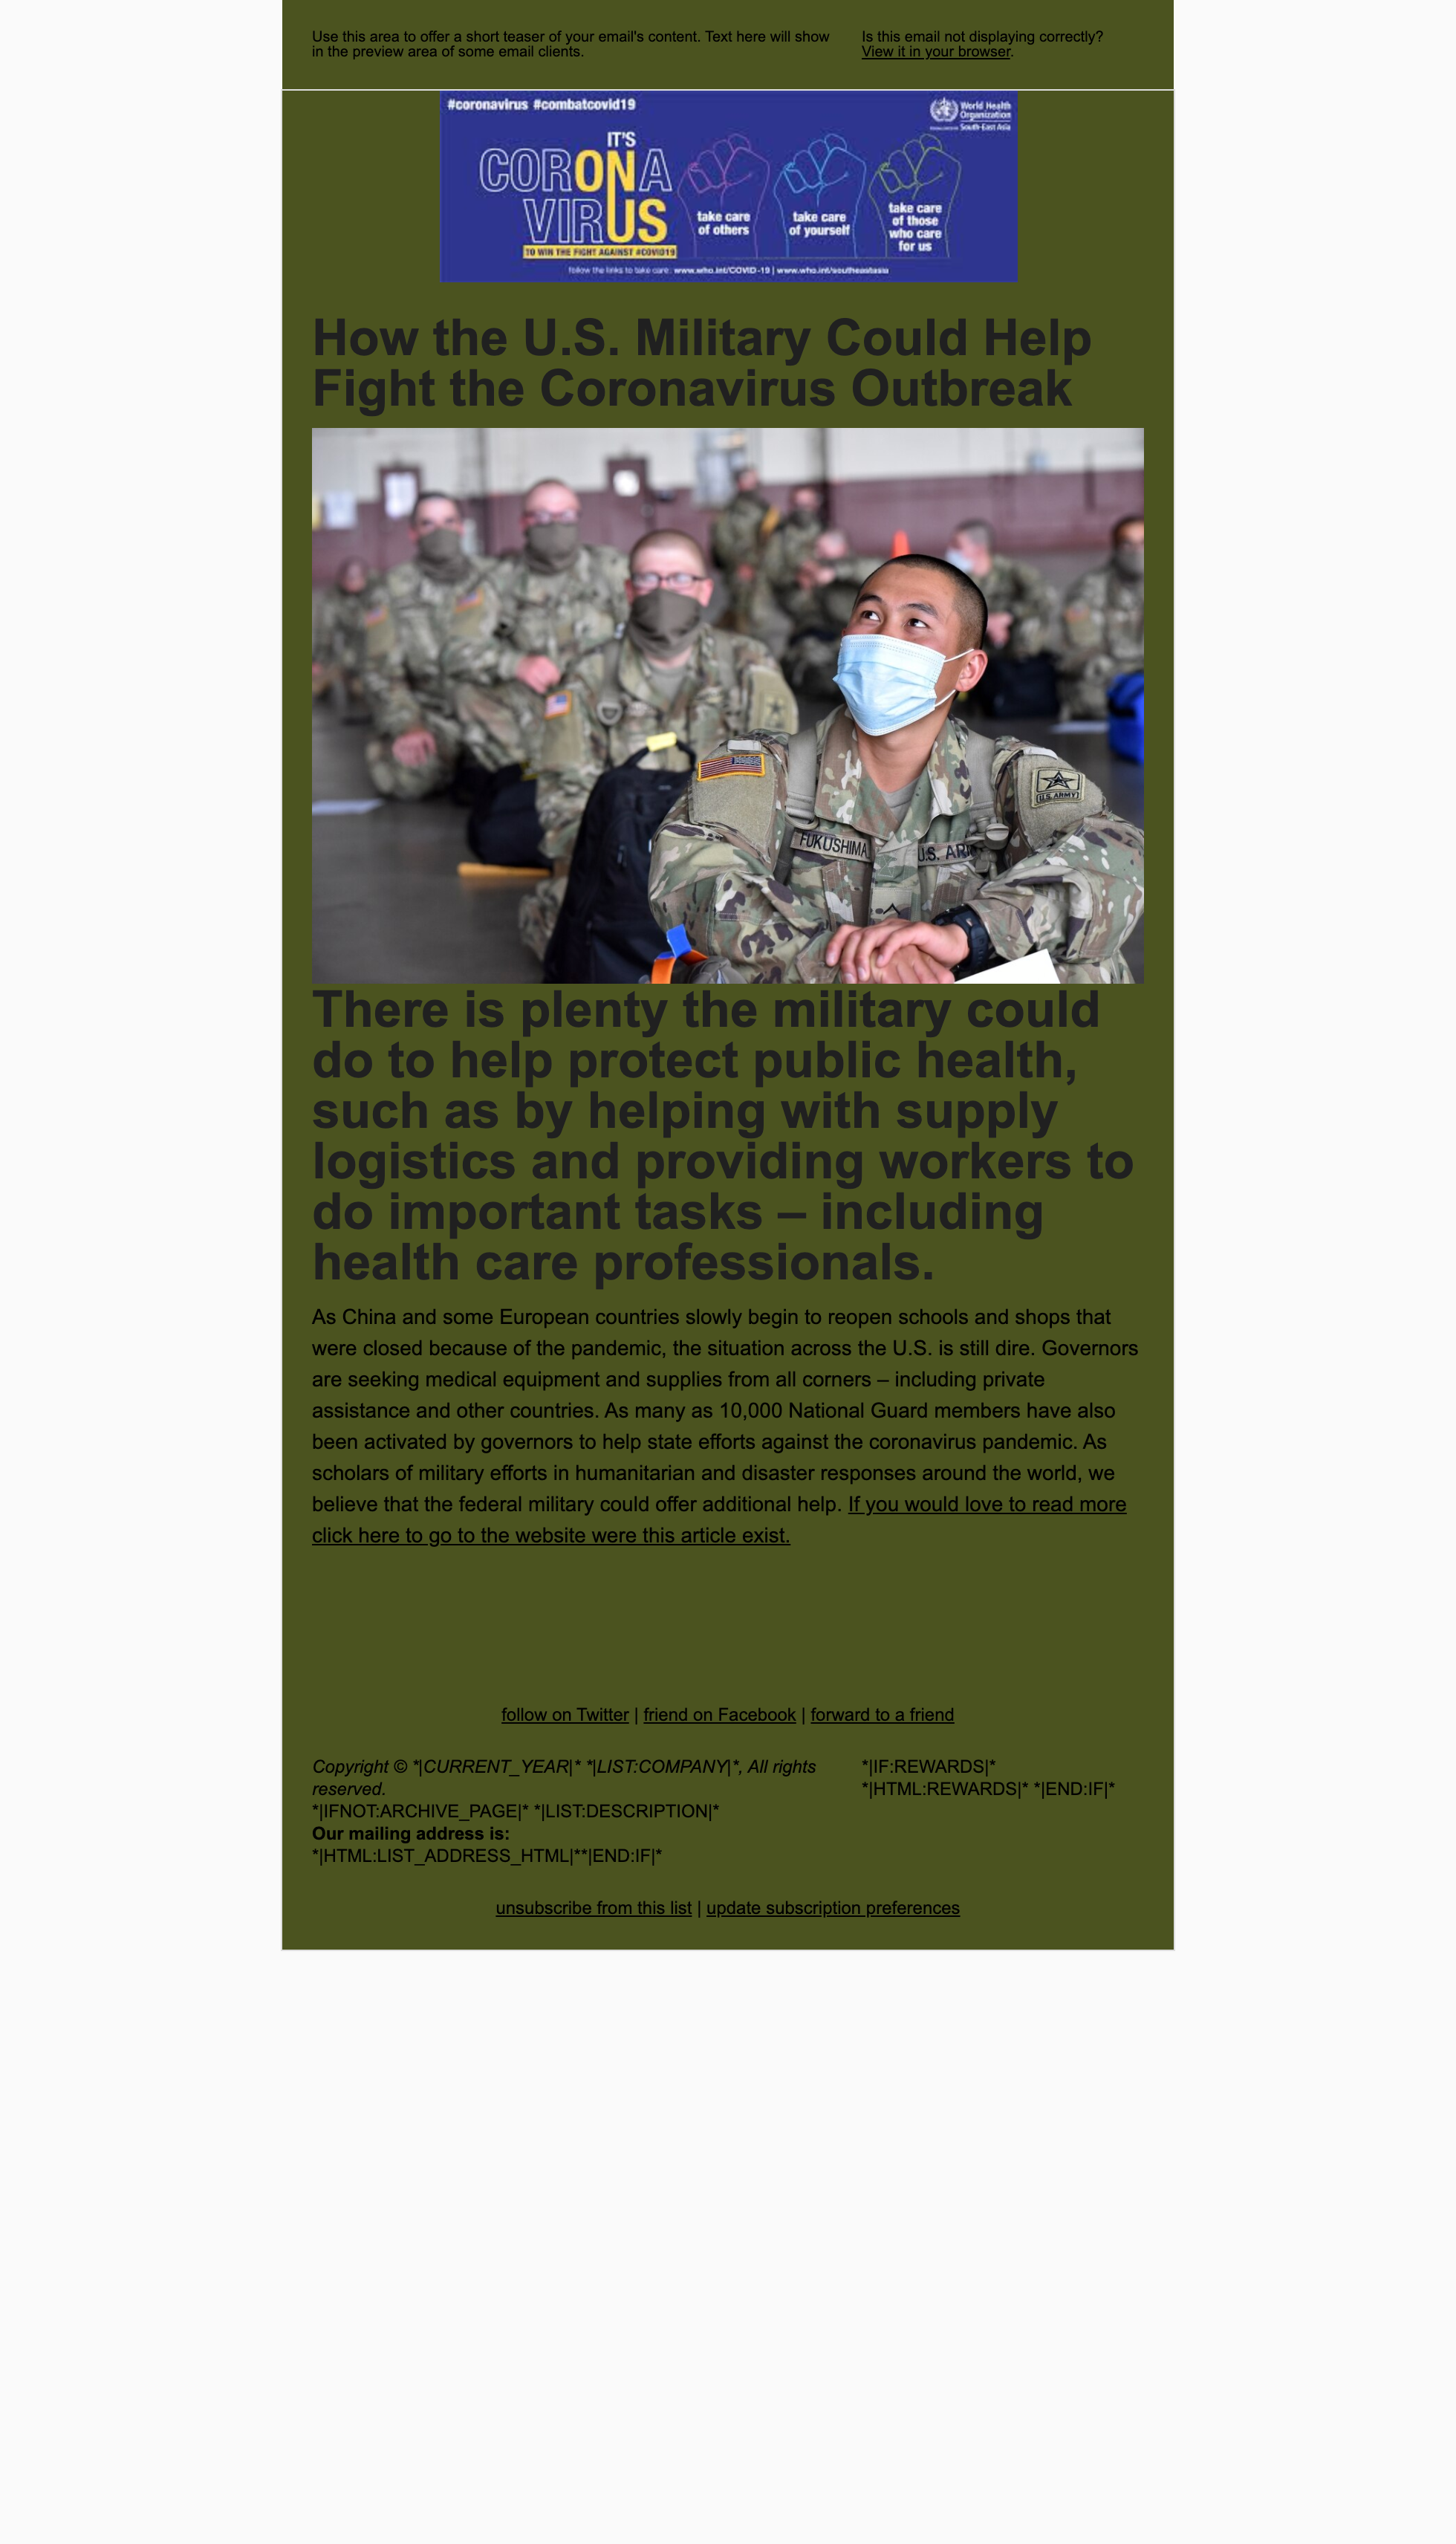 Use this area to offer a short teaser of your email's content. Text here will show
in the preview area of some email clients.
Is this email not displaying correctly?
View it in your browser.
#coronavirus #combatcovid19
World Health
Organization
South-East Asia
IT'S
CORONA
VIRUS
TO WIN THE FIGHT AGAINST #COVID19
take care
of others
take care
of yourself
take care
of those
who care
for us
follow the links to take care: www.who.int/COVID-19 | www.who.int/southeastasia
How the U.S. Military Could Help
Fight the Coronavirus Outbreak
U.S. ARMY
FUKUSHIMA
U.S. ARM
There is plenty the military could
do to help protect public health,
such as by helping with supply
logistics and providing workers to
do important tasks – including
health care professionals.
As China and some European countries slowly begin to reopen schools and shops that
were closed because of the pandemic, the situation across the U.S. is still dire. Governors
are seeking medical equipment and supplies from all corners – including private
assistance and other countries. As many as 10,000 National Guard members have also
been activated by governors to help state efforts against the coronavirus pandemic. As
scholars of military efforts in humanitarian and disaster responses around the world, we
believe that the federal military could offer additional help. If you would love to read more
click here to go to the website were this article exist.
follow on Twitter | friend on Facebook | forward to a friend
Copyright © *|CURRENT_YEAR|* *|LIST:COMPANY|*, All rights
reserved.
*|IFNOT:ARCHIVE_PAGE|* *|LIST:DESCRIPTION|*
Our mailing address is:
*|HTML:LIST_ADDRESS_HTML|**|END:IF|*
*|IF:REWARDS|*
*|HTML:REWARDS|* *|END:IF|*
unsubscribe from this list | update subscription preferences